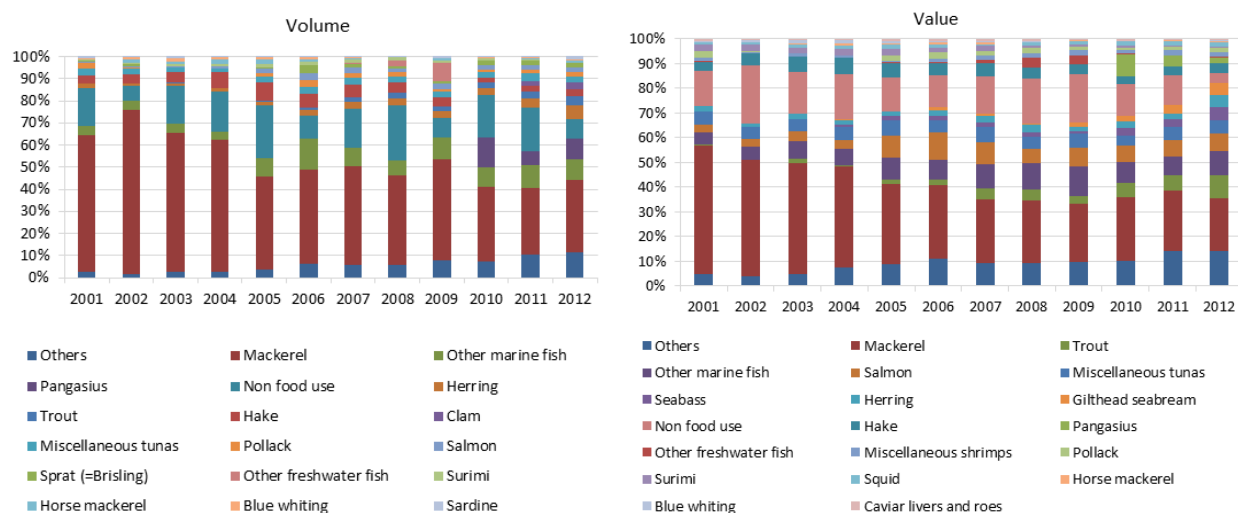 Volume
100%
90%
80%
70%
60%
50%
40%
30%
20%
10%
0%
2001 2002 2003 2004 2005 2006 2007 2008 2009 2010 2011 2012
Others Mackerel Other marine fish
Pangasius Non food use Herring
Trout Hake Clam
Miscellaneous tunas Pollack Salmon
Sprat (=Brisling) Other freshwater fish Surimi
Horse mackerel Blue whiting Sardine
Value
100%
90%
80%
70%
60%
50%
40%
30%
20%
10%
0%
2001 2002 2003 2004 2005 2006 2007 2008 2009 2010 2011 2012
Others Mackerel Trout
Other marine fish Salmon Miscellaneous tunas
Seabass Herring Gilthead seabream
Non food use Hake Pangasius
Other freshwater fish Miscellaneous shrimps Pollack
Surimi Squid Horse mackerel
Blue whiting Caviar livers and roes